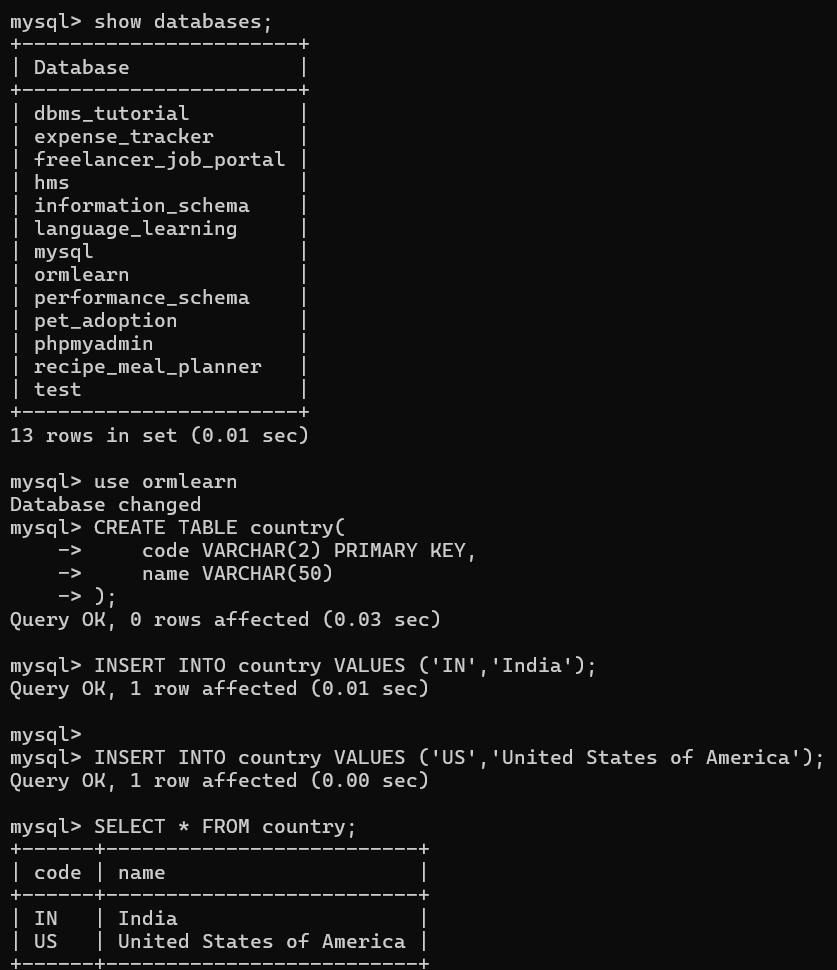 mysql> show databases;
+-----------------------+
| Database              |
+-----------------------+
| dbms_tutorial         |
| expense_tracker       |
| freelancer_job_portal |
| hms                   |
| information_schema    |
| language_learning     |
| mysql                 |
| ormlearn              |
| performance_schema    |
| pet_adoption          |
| phpmyadmin            |
| recipe_meal_planner   |
| test                  |
+-----------------------+
13 rows in set (0.01 sec)

mysql> use ormlearn
Database changed
mysql> CREATE TABLE country(
    ->     code VARCHAR(2) PRIMARY KEY,
    ->     name VARCHAR(50)
    -> );
Query OK, 0 rows affected (0.03 sec)

mysql> INSERT INTO country VALUES ('IN','India');
Query OK, 1 row affected (0.01 sec)

mysql>
mysql> INSERT INTO country VALUES ('US','United States of America');
Query OK, 1 row affected (0.00 sec)

mysql> SELECT * FROM country;
+------+--------------------------+
| code | name                     |
+------+--------------------------+
| IN   | India                    |
| US   | United States of America |
+------+--------------------------+